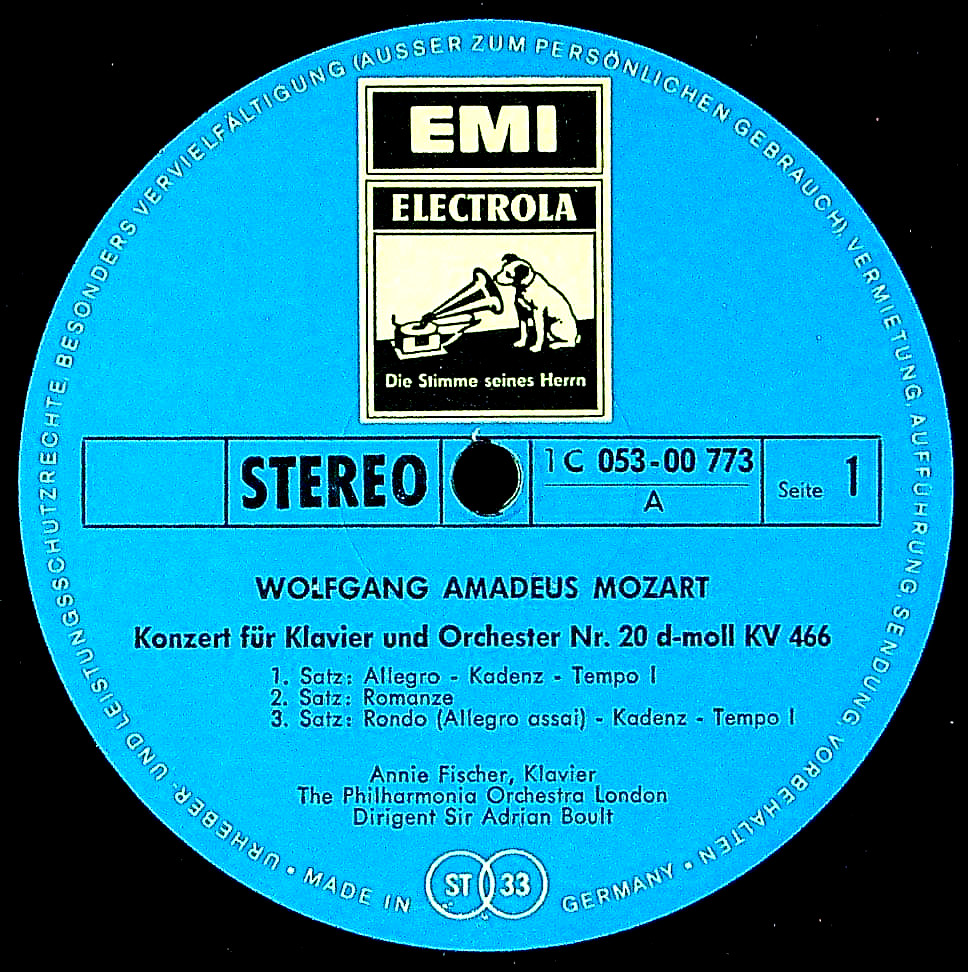 URHEBER- UND LEISTUNGSSCHUTZRECHTE, BESONDERS VERVIELFÄLTIGUNG (AUSSER ZUM PERSÖNLICHEN GEBRAUCH), VERMIETUNG, AUFFÜHRUNG, SENDUNG, VORBEHALTEN •
EMI
ELECTROLA
Die Stimme seines Herrn
STEREO
1 C 053-00 773
A
Seite 1
WOLFGANG AMADEUS MOZART
Konzert für Klavier und Orchester Nr. 20 d-moll KV 466
1. Satz: Allegro - Kadenz - Tempo I
2. Satz: Romanze
3. Satz: Rondo (Allegro assai) - Kadenz - Tempo I
Annie Fischer, Klavier
The Philharmonia Orchestra London
Dirigent Sir Adrian Boult
• MADE IN GERMANY
ST 33